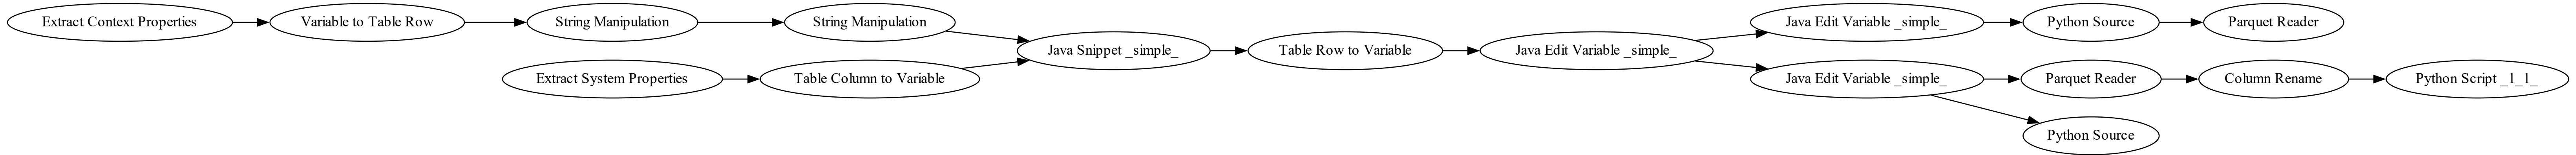 Extract Context Properties
Variable to Table Row
String Manipulation
String Manipulation
Extract System Properties
Table Column to Variable
Java Snippet _simple_
Table Row to Variable
Java Edit Variable _simple_
Java Edit Variable _simple_
Python Source
Parquet Reader
Java Edit Variable _simple_
Parquet Reader
Column Rename
Python Script _1_1_
Python Source